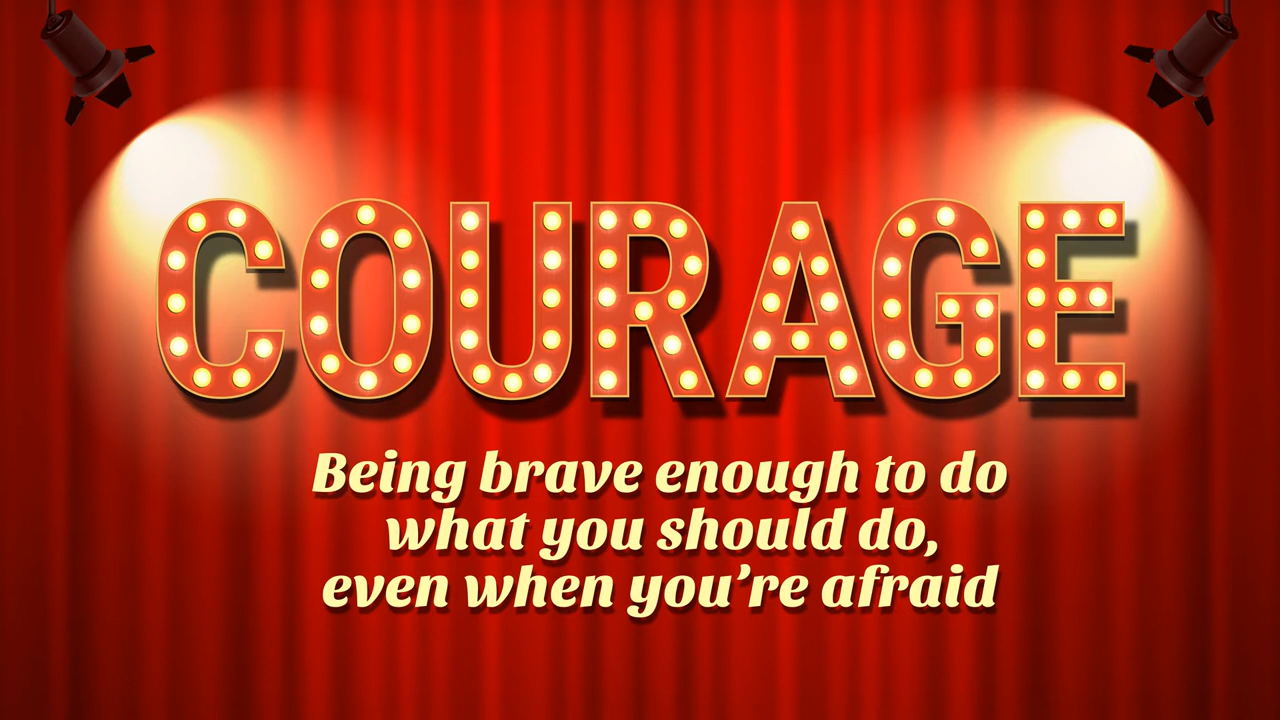 COURAGE
Being brave enough to do
what you should do,
even when you’re afraid